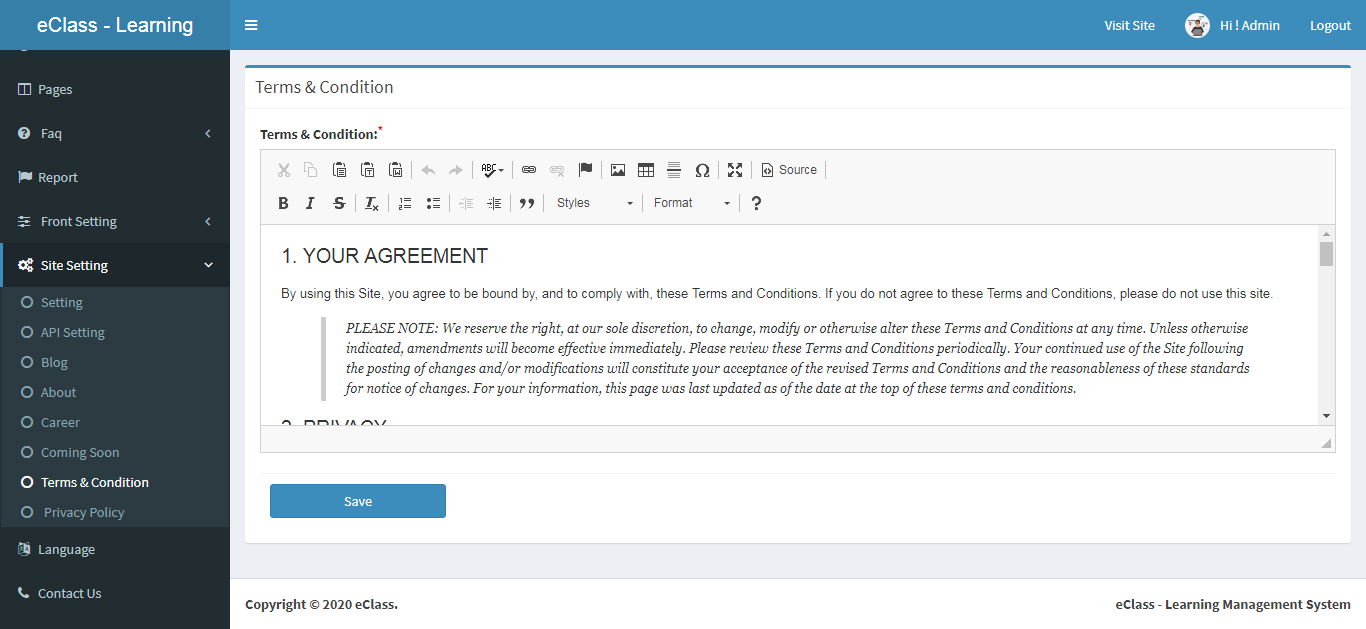 eClass - Learning
Visit Site
Hi ! Admin
Logout
Pages
Faq
Report
Front Setting
Site Setting
Setting
API Setting
Blog
About
Career
Coming Soon
Terms & Condition
Privacy Policy
Language
Contact Us
Terms & Condition
Terms & Condition:*
ABC
Ω
Source
B I S Tx
Styles
Format
?
1. YOUR AGREEMENT
By using this Site, you agree to be bound by, and to comply with, these Terms and Conditions. If you do not agree to these Terms and Conditions, please do not use this site.
PLEASE NOTE: We reserve the right, at our sole discretion, to change, modify or otherwise alter these Terms and Conditions at any time. Unless otherwise
indicated, amendments will become effective immediately. Please review these Terms and Conditions periodically. Your continued use of the Site following
the posting of changes and/or modifications will constitute your acceptance of the revised Terms and Conditions and the reasonableness of these standards
for notice of changes. For your information, this page was last updated as of the date at the top of these terms and conditions.
2. PRIVACY
Save
Copyright © 2020 eClass.
eClass - Learning Management System